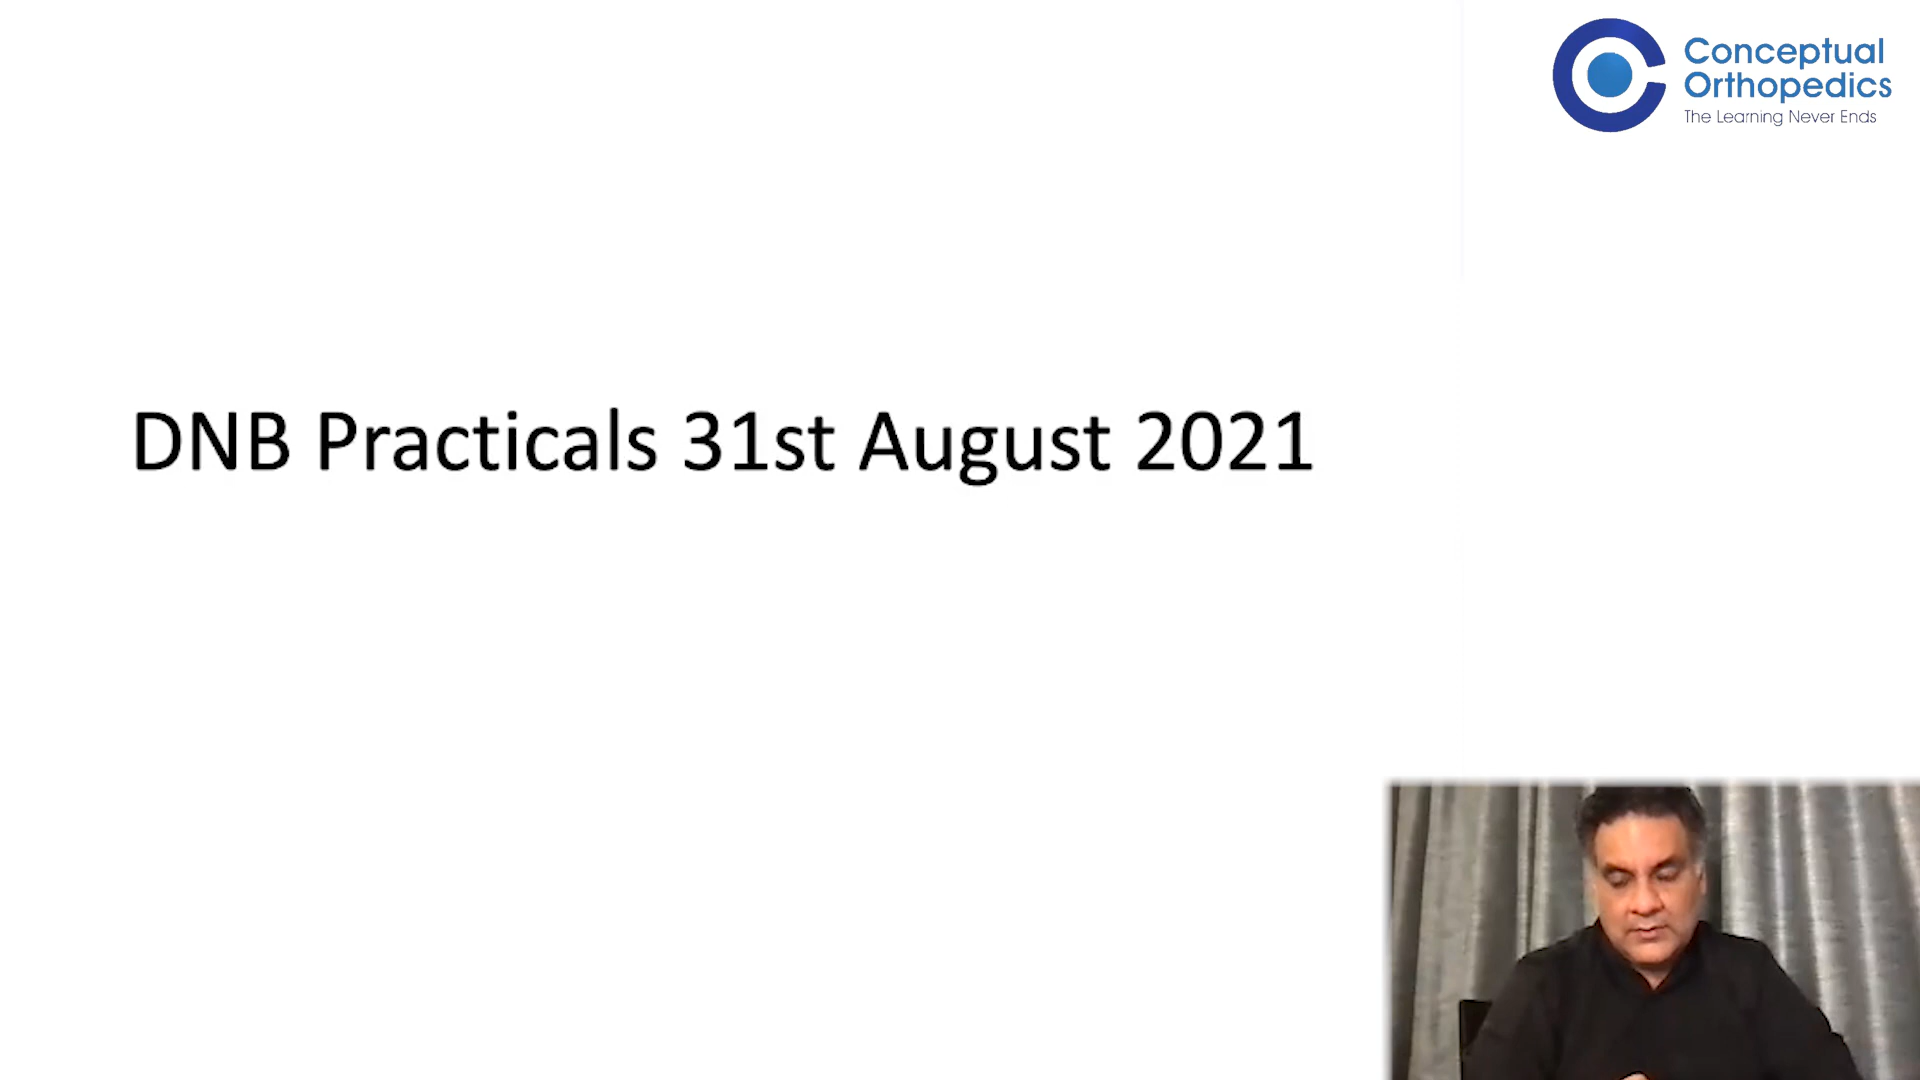 Conceptual
Orthopedics
The Learning Never Ends
DNB Practicals 31st August 2021